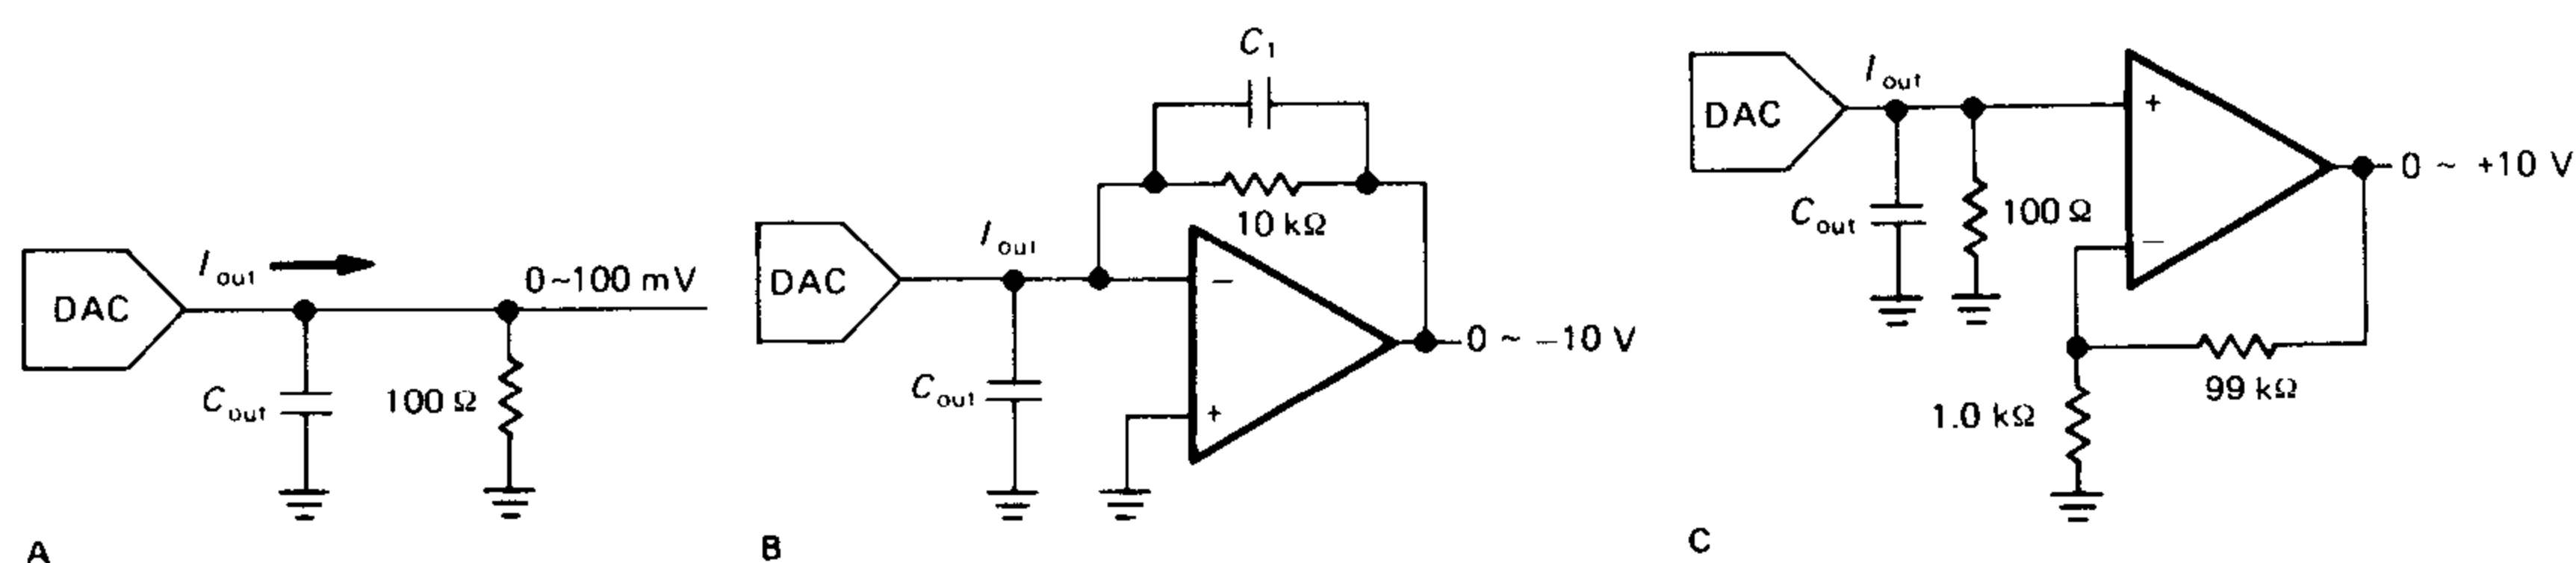 DAC
I out
0~100 mV
C out
100 Ω
A
C 1
10 kΩ
DAC
I out
−
+
C out
0 ~ −10 V
B
DAC
I out
+
−
C out
100 Ω
0 ~ +10 V
99 kΩ
1.0 kΩ
C